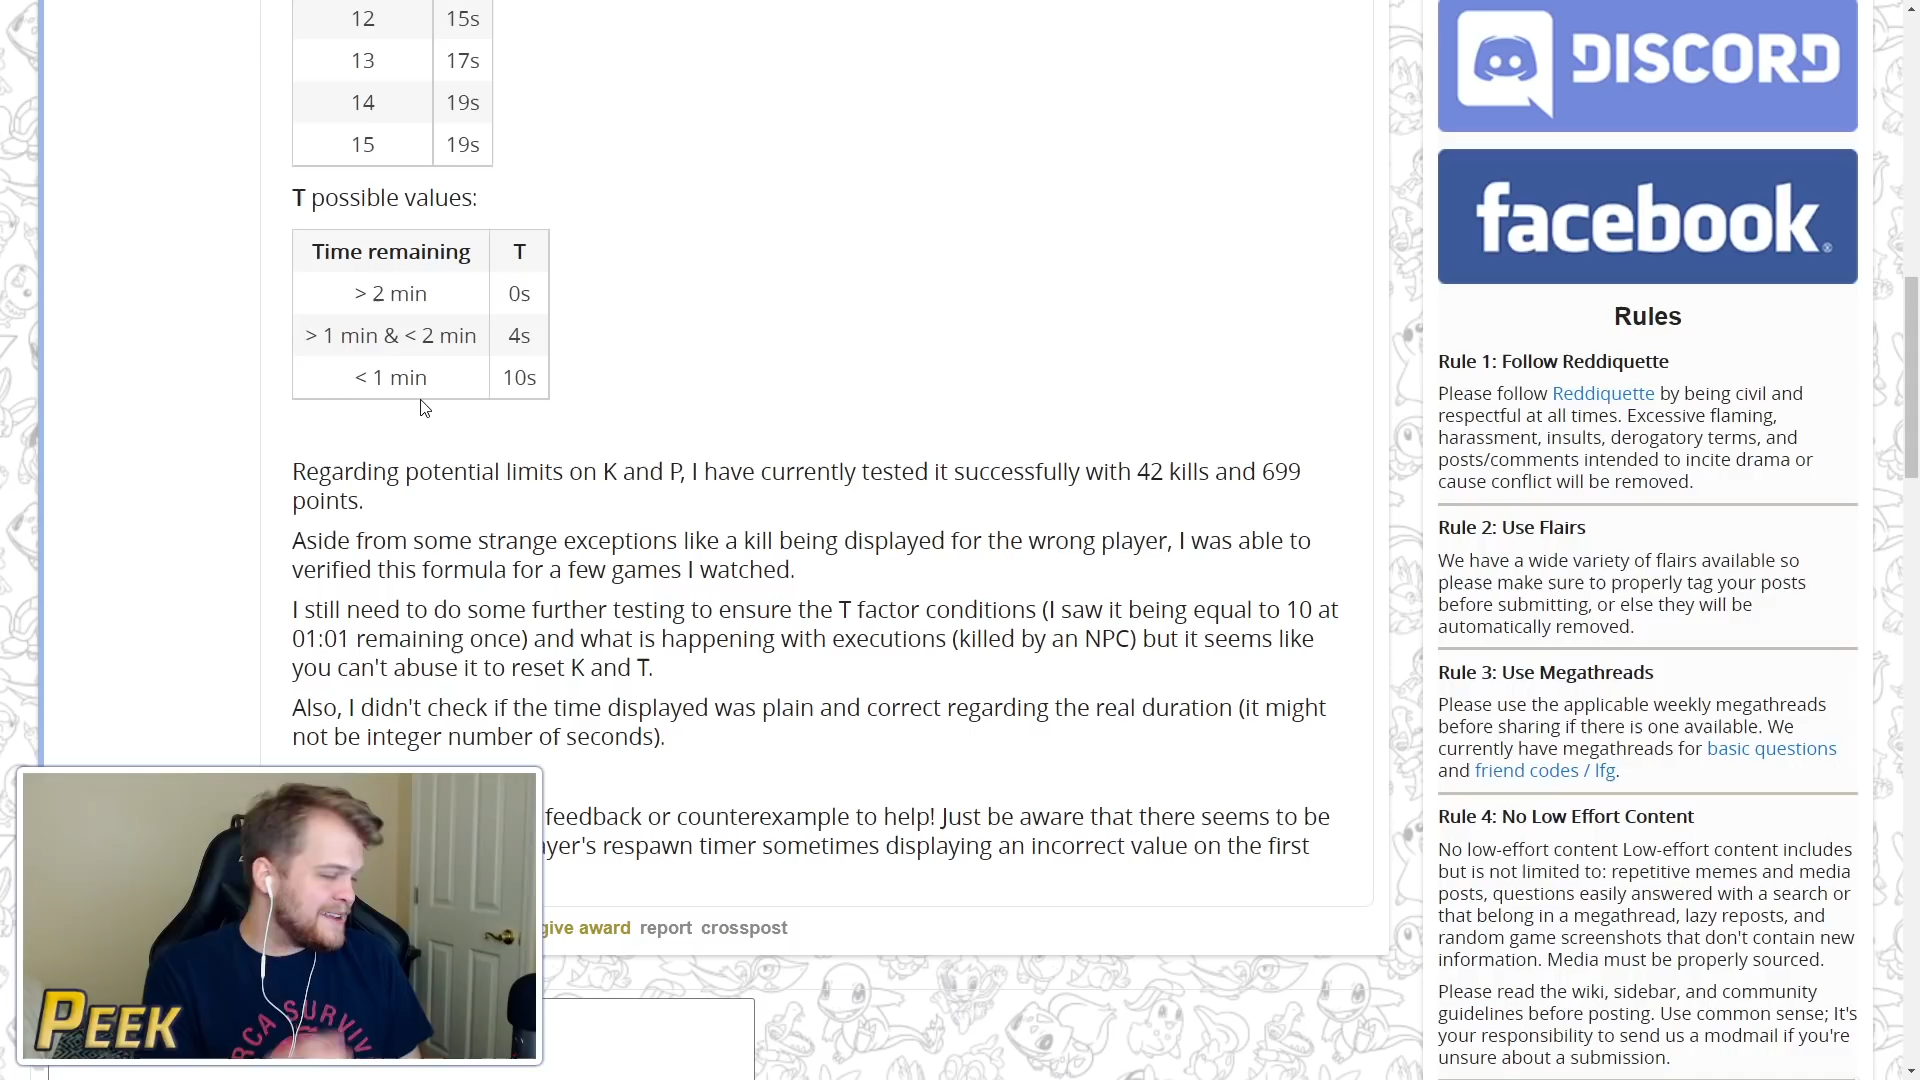 12 15s
13 17s
14 19s
15 19s
T possible values:
Time remaining T
> 2 min 0s
> 1 min & < 2 min 4s
< 1 min 10s
Regarding potential limits on K and P, I have currently tested it successfully with 42 kills and 699
points.
Aside from some strange exceptions like a kill being displayed for the wrong player, I was able to
verified this formula for a few games I watched.
I still need to do some further testing to ensure the T factor conditions (I saw it being equal to 10 at
01:01 remaining once) and what is happening with executions (killed by an NPC) but it seems like
you can't abuse it to reset K and T.
Also, I didn't check if the time displayed was plain and correct regarding the real duration (it might
not be integer number of seconds).
feedback or counterexample to help! Just be aware that there seems to be
ayer's respawn timer sometimes displaying an incorrect value on the first
give award report crosspost
PEEK
RCA SURVIV
DISCORD
facebook®
Rules
Rule 1: Follow Reddiquette
Please follow Reddiquette by being civil and
respectful at all times. Excessive flaming,
harassment, insults, derogatory terms, and
posts/comments intended to incite drama or
cause conflict will be removed.
Rule 2: Use Flairs
We have a wide variety of flairs available so
please make sure to properly tag your posts
before submitting, or else they will be
automatically removed.
Rule 3: Use Megathreads
Please use the applicable weekly megathreads
before sharing if there is one available. We
currently have megathreads for basic questions
and friend codes / lfg.
Rule 4: No Low Effort Content
No low-effort content Low-effort content includes
but is not limited to: repetitive memes and media
posts, questions easily answered with a search or
that belong in a megathread, lazy reposts, and
random game screenshots that don't contain new
information. Media must be properly sourced.
Please read the wiki, sidebar, and community
guidelines before posting. Use common sense; It's
your responsibility to send us a modmail if you're
unsure about a submission.